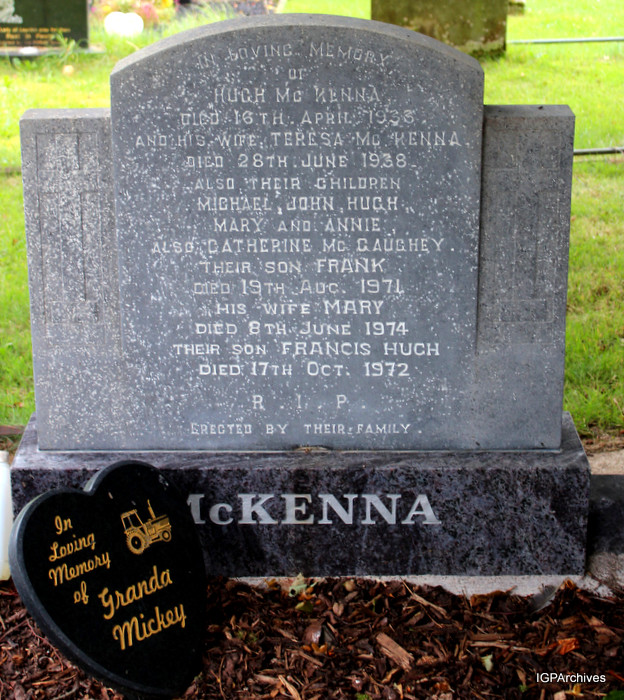 IN LOVING MEMORY
OF
HUGH MC KENNA
DIED 16TH APRIL 1938
AND HIS WIFE TERESA MC KENNA
DIED 28TH JUNE 1938.
ALSO THEIR CHILDREN
MICHAEL, JOHN, HUGH,
MARY AND ANNIE.
ALSO CATHERINE MC GAUGHEY.
THEIR SON FRANK
DIED 19TH AUG. 1971
HIS WIFE MARY
DIED 8TH JUNE 1974
THEIR SON FRANCIS HUGH
DIED 17TH OCT. 1972
R.I.P.
ERECTED BY THEIR FAMILY.
McKENNA
In
Loving
Memory
of
Granda
Mickey
IGPArchives